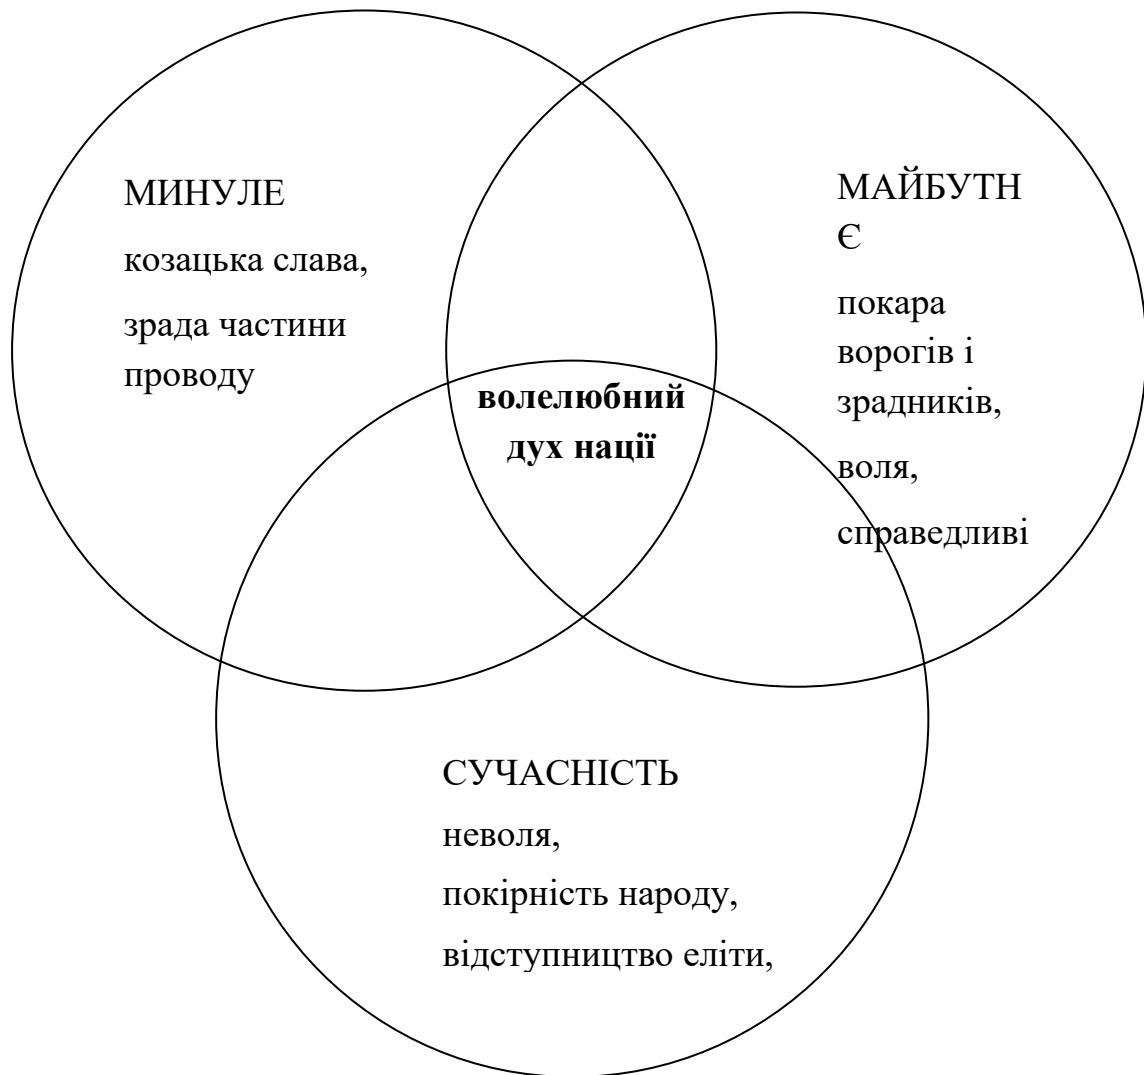 МИНУЛЕ
козацька слава,
зрада частини
проводу
МАЙБУТН
Є
покара
ворогів і
зрадників,
воля,
справедливі
волелюбний
дух нації
СУЧАСНІСТЬ
неволя,
покірність народу,
відступництво еліти,